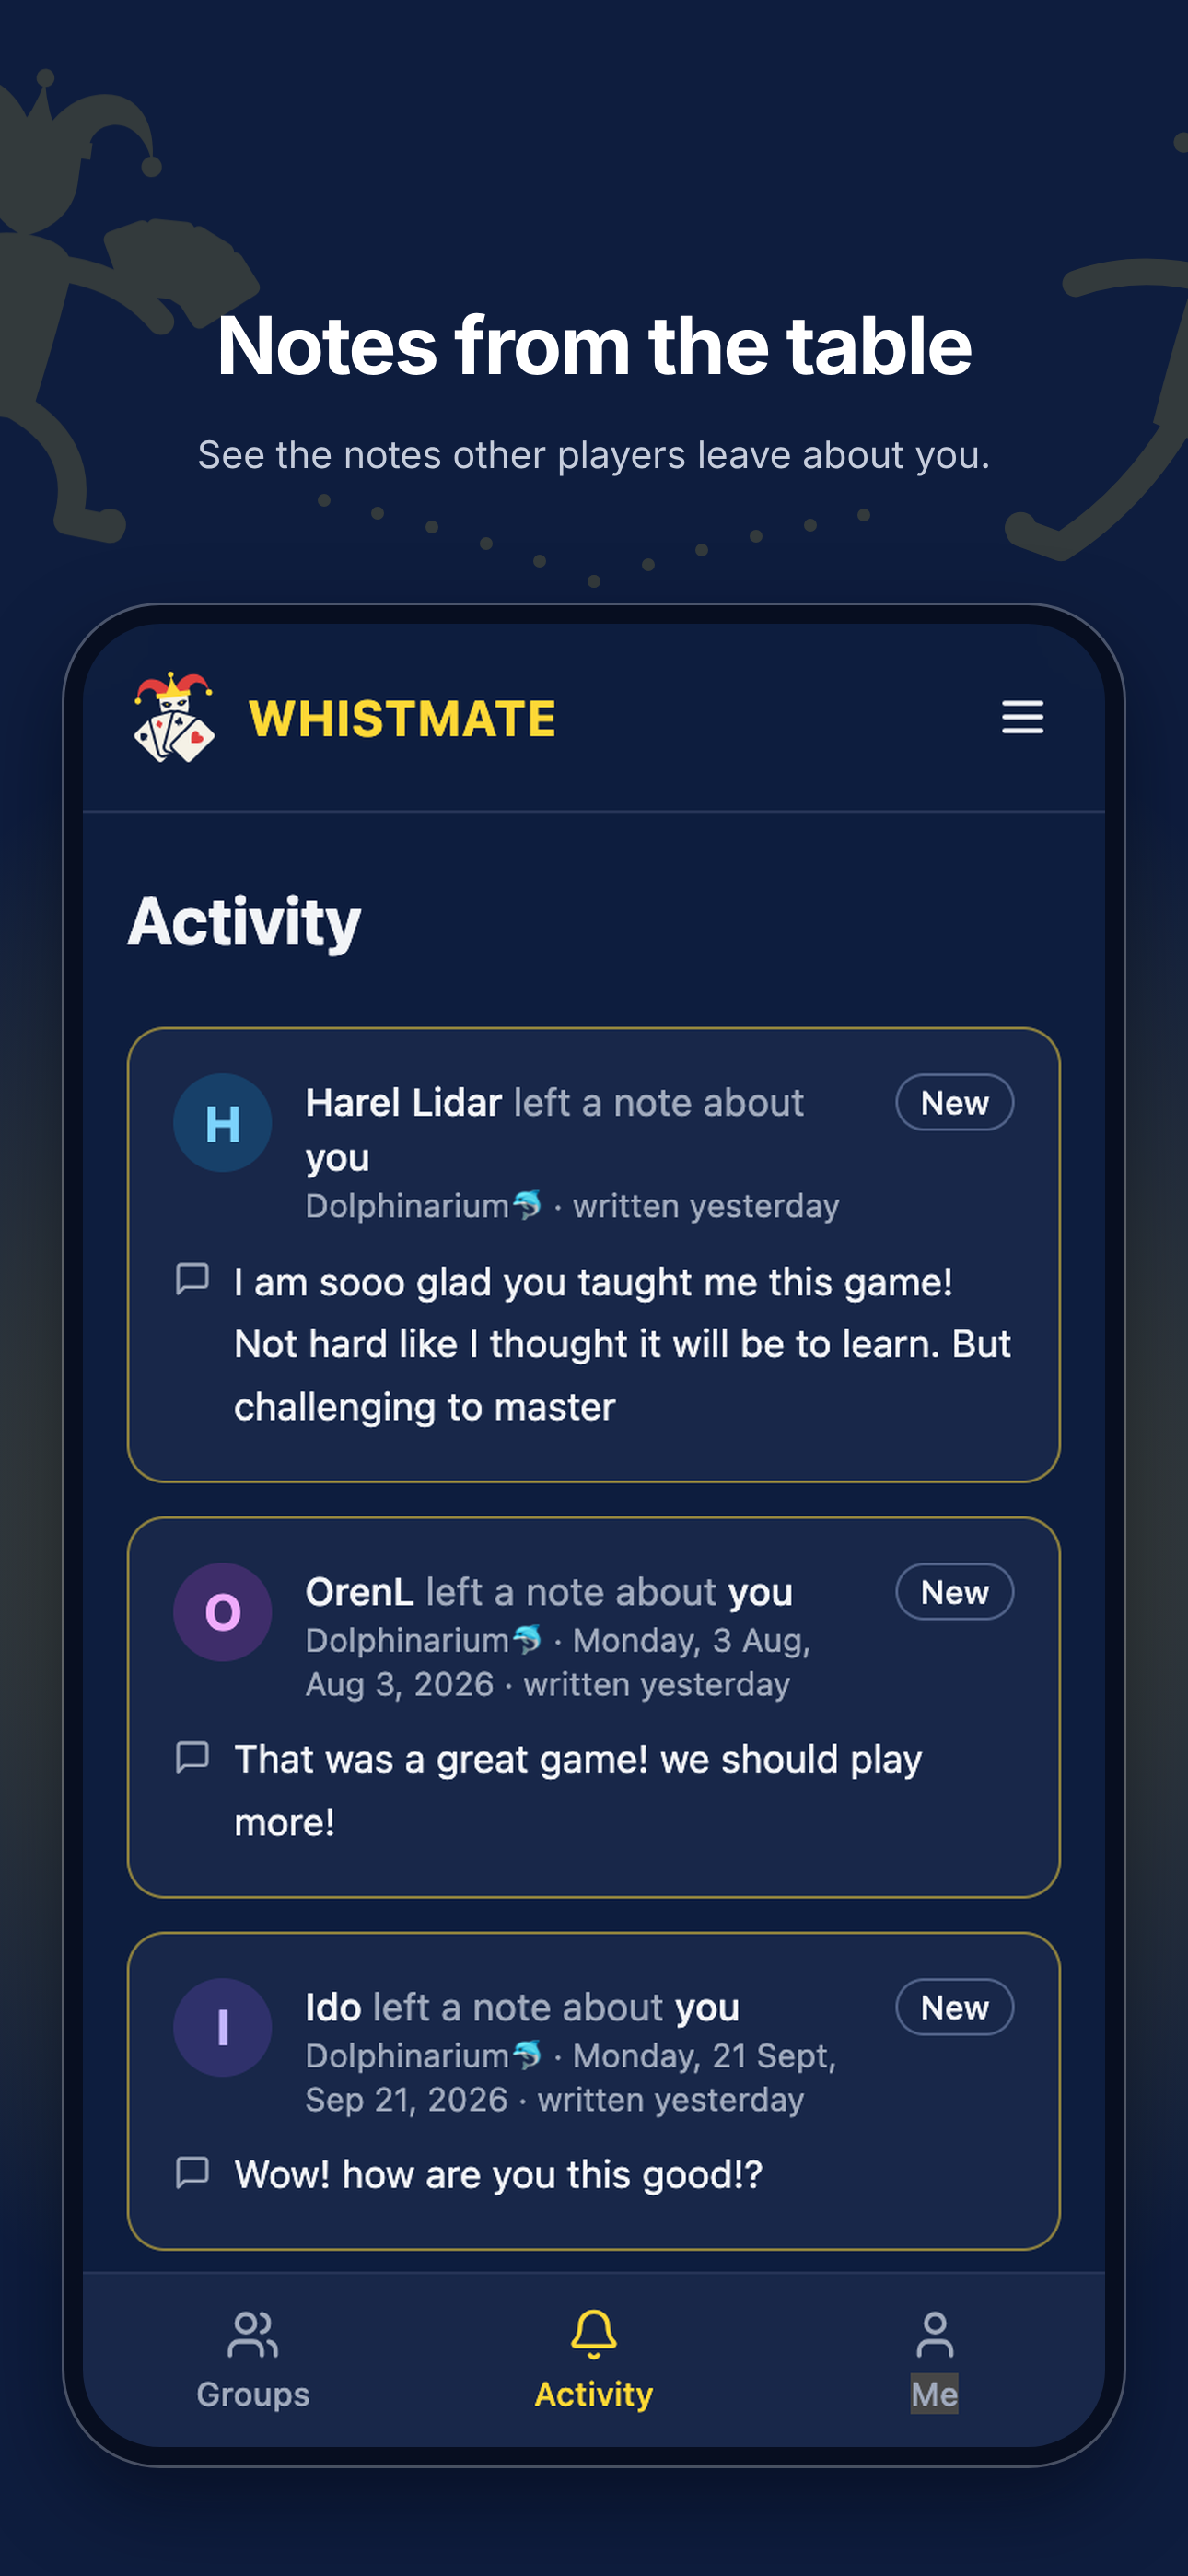 Notes from the table
See the notes other players leave about you.
WHISTMATE
Activity
H
Harel Lidar left a note about
you
New
Dolphinarium🐬 · written yesterday
I am sooo glad you taught me this game!
Not hard like I thought it will be to learn. But
challenging to master
O
OrenL left a note about you
New
Dolphinarium🐬 · Monday, 3 Aug,
Aug 3, 2026 · written yesterday
That was a great game! we should play
more!
I
Ido left a note about you
New
Dolphinarium🐬 · Monday, 21 Sept,
Sep 21, 2026 · written yesterday
Wow! how are you this good!?
Groups
Activity
Me